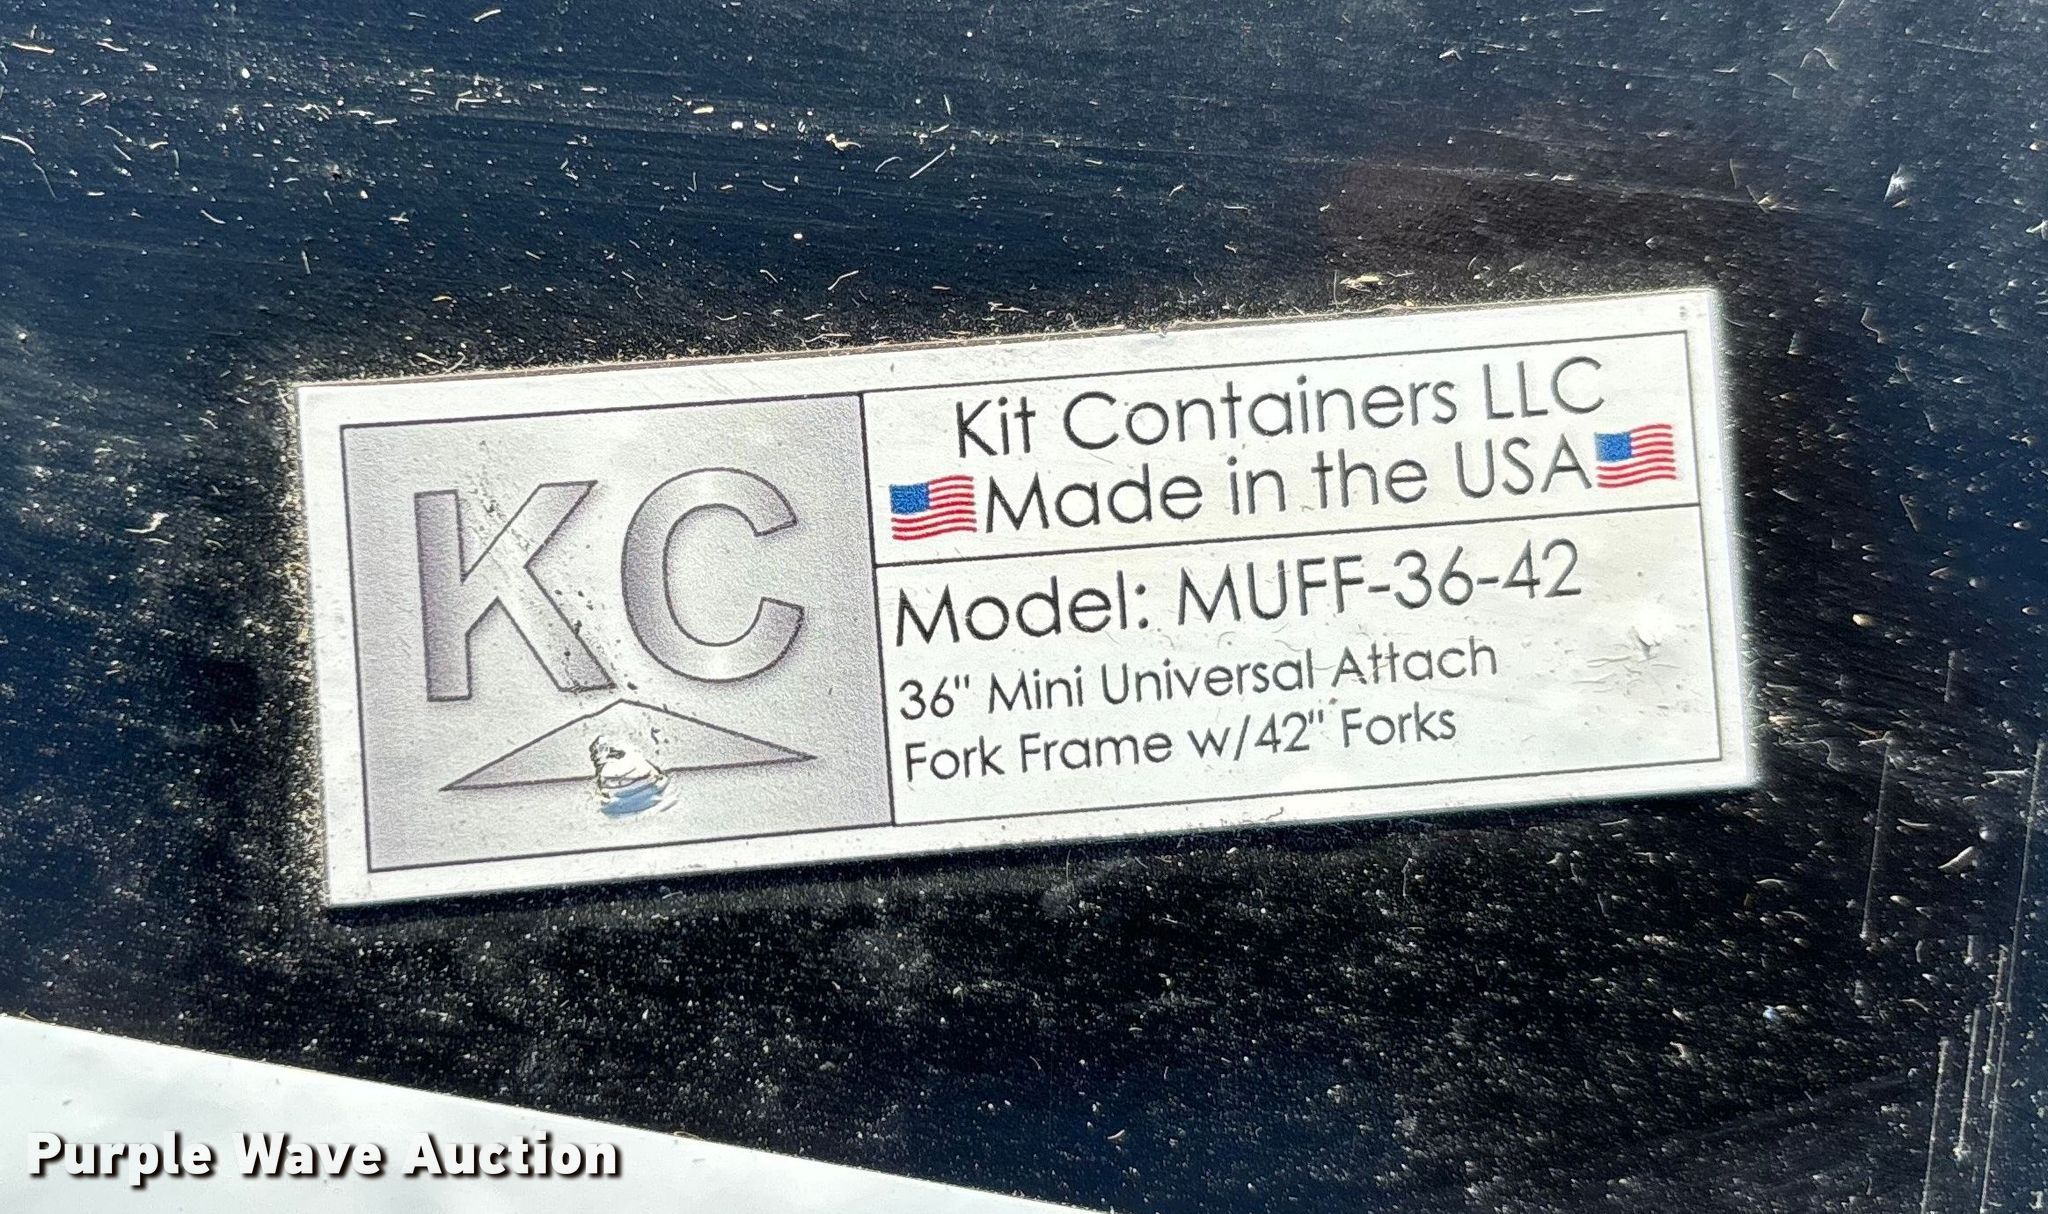 KC
Kit Containers LLC
Made in the USA
Model: MUFF-36-42
36" Mini Universal Attach
Fork Frame w/42" Forks
Purple Wave Auction